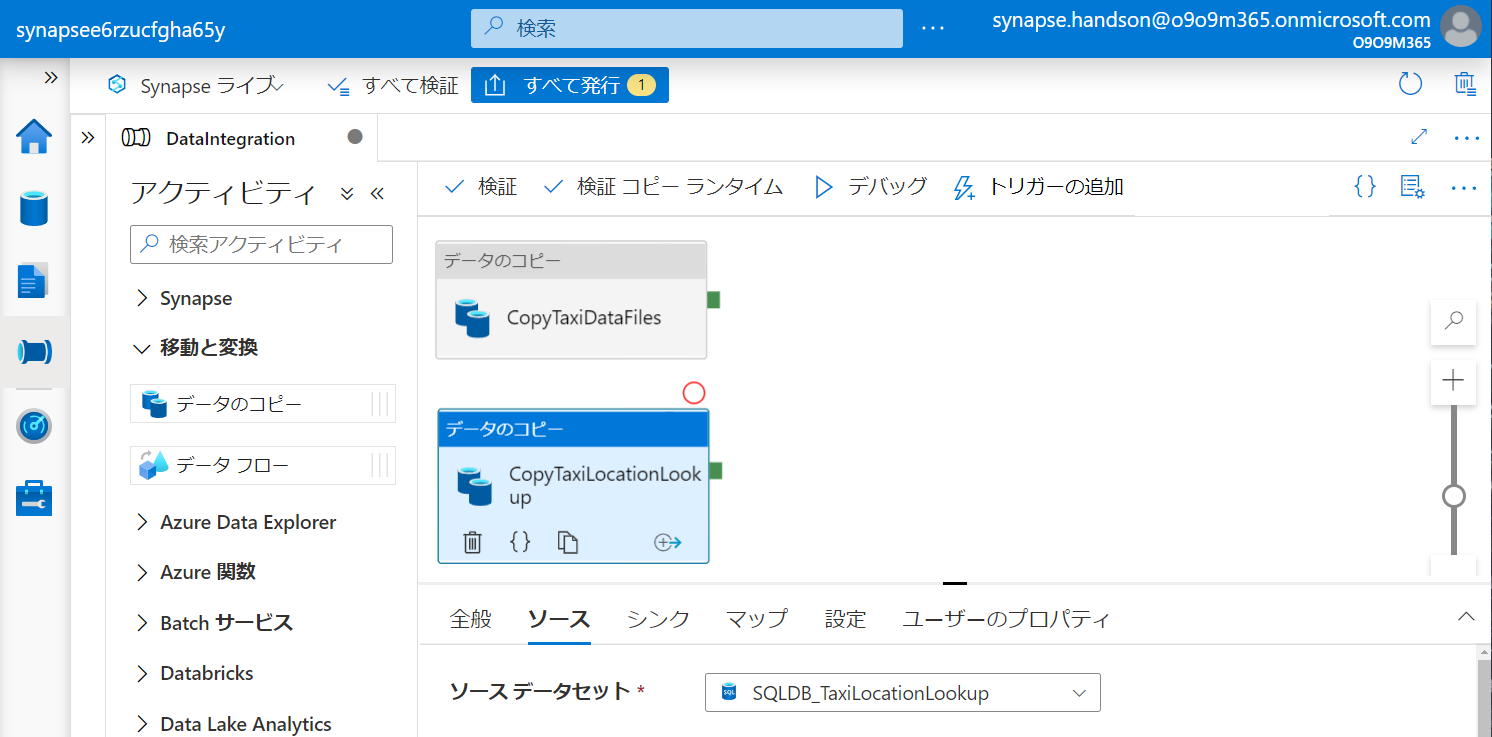 synapsee6rzucfgha65y
検索
synapse.handson@o9o9m365.onmicrosoft.com
O9O9M365
Synapse ライブ
すべて検証
すべて発行 1
DataIntegration
アクティビティ
検索アクティビティ
Synapse
移動と変換
データのコピー
データ フロー
Azure Data Explorer
Azure 関数
Batch サービス
Databricks
Data Lake Analytics
検証
検証 コピー ランタイム
デバッグ
トリガーの追加
データのコピー
CopyTaxiDataFiles
データのコピー
CopyTaxiLocationLook
up
全般
ソース
シンク
マップ
設定
ユーザーのプロパティ
ソース データセット *
SQL
SQLDB_TaxiLocationLookup